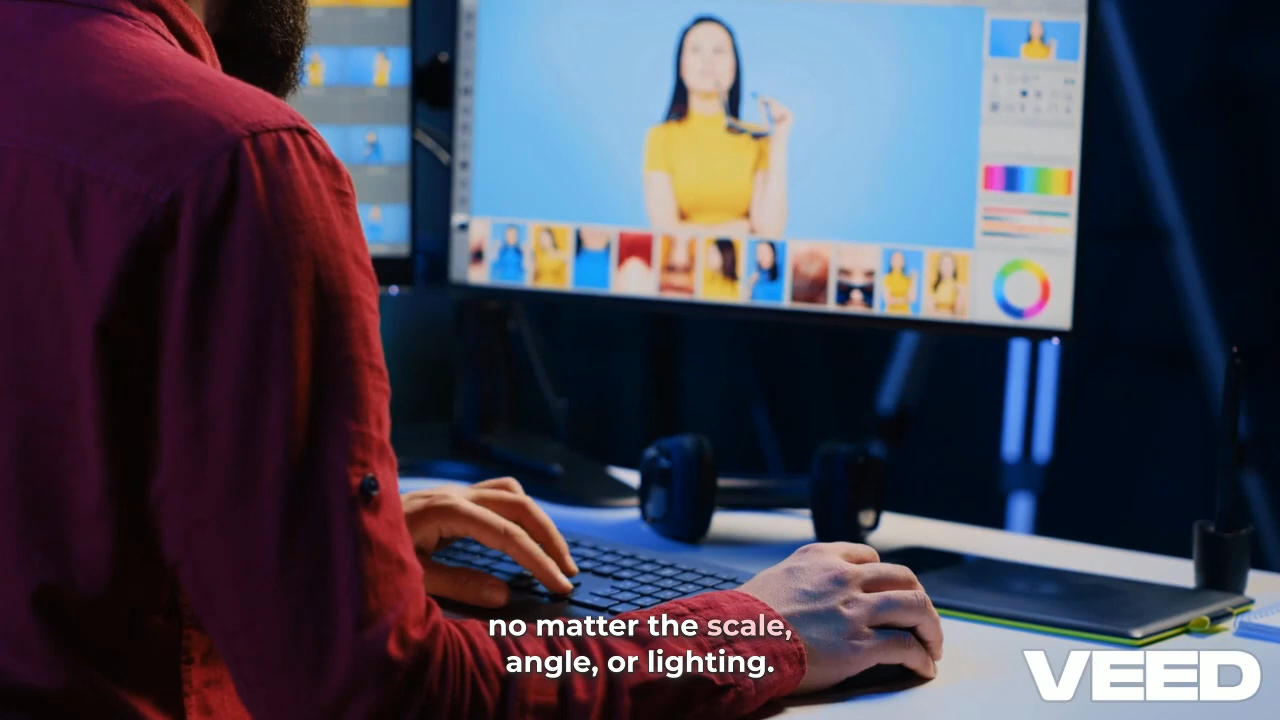 no matter the scale,
angle, or lighting.
VEED